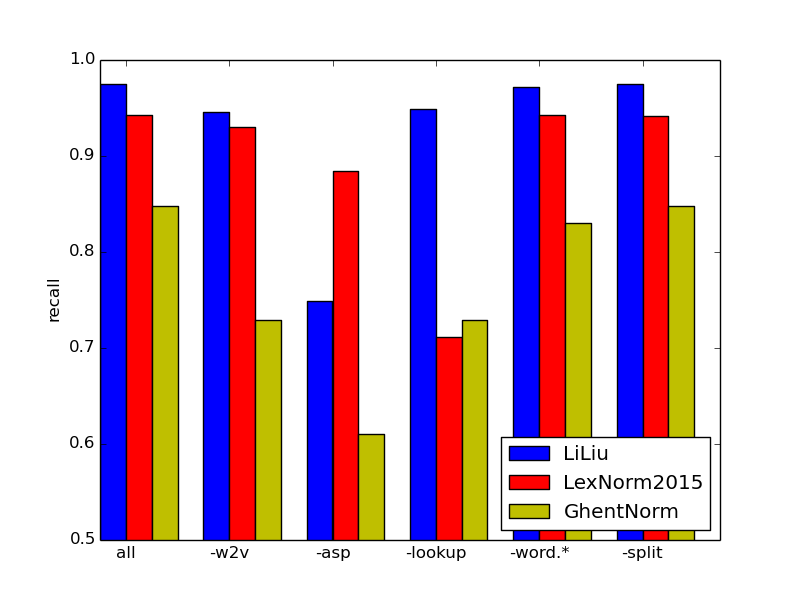 1.0
0.9
0.8
0.7
0.6
0.5
recall
all -w2v -asp -lookup -word.* -split
LiLiu
LexNorm2015
GhentNorm